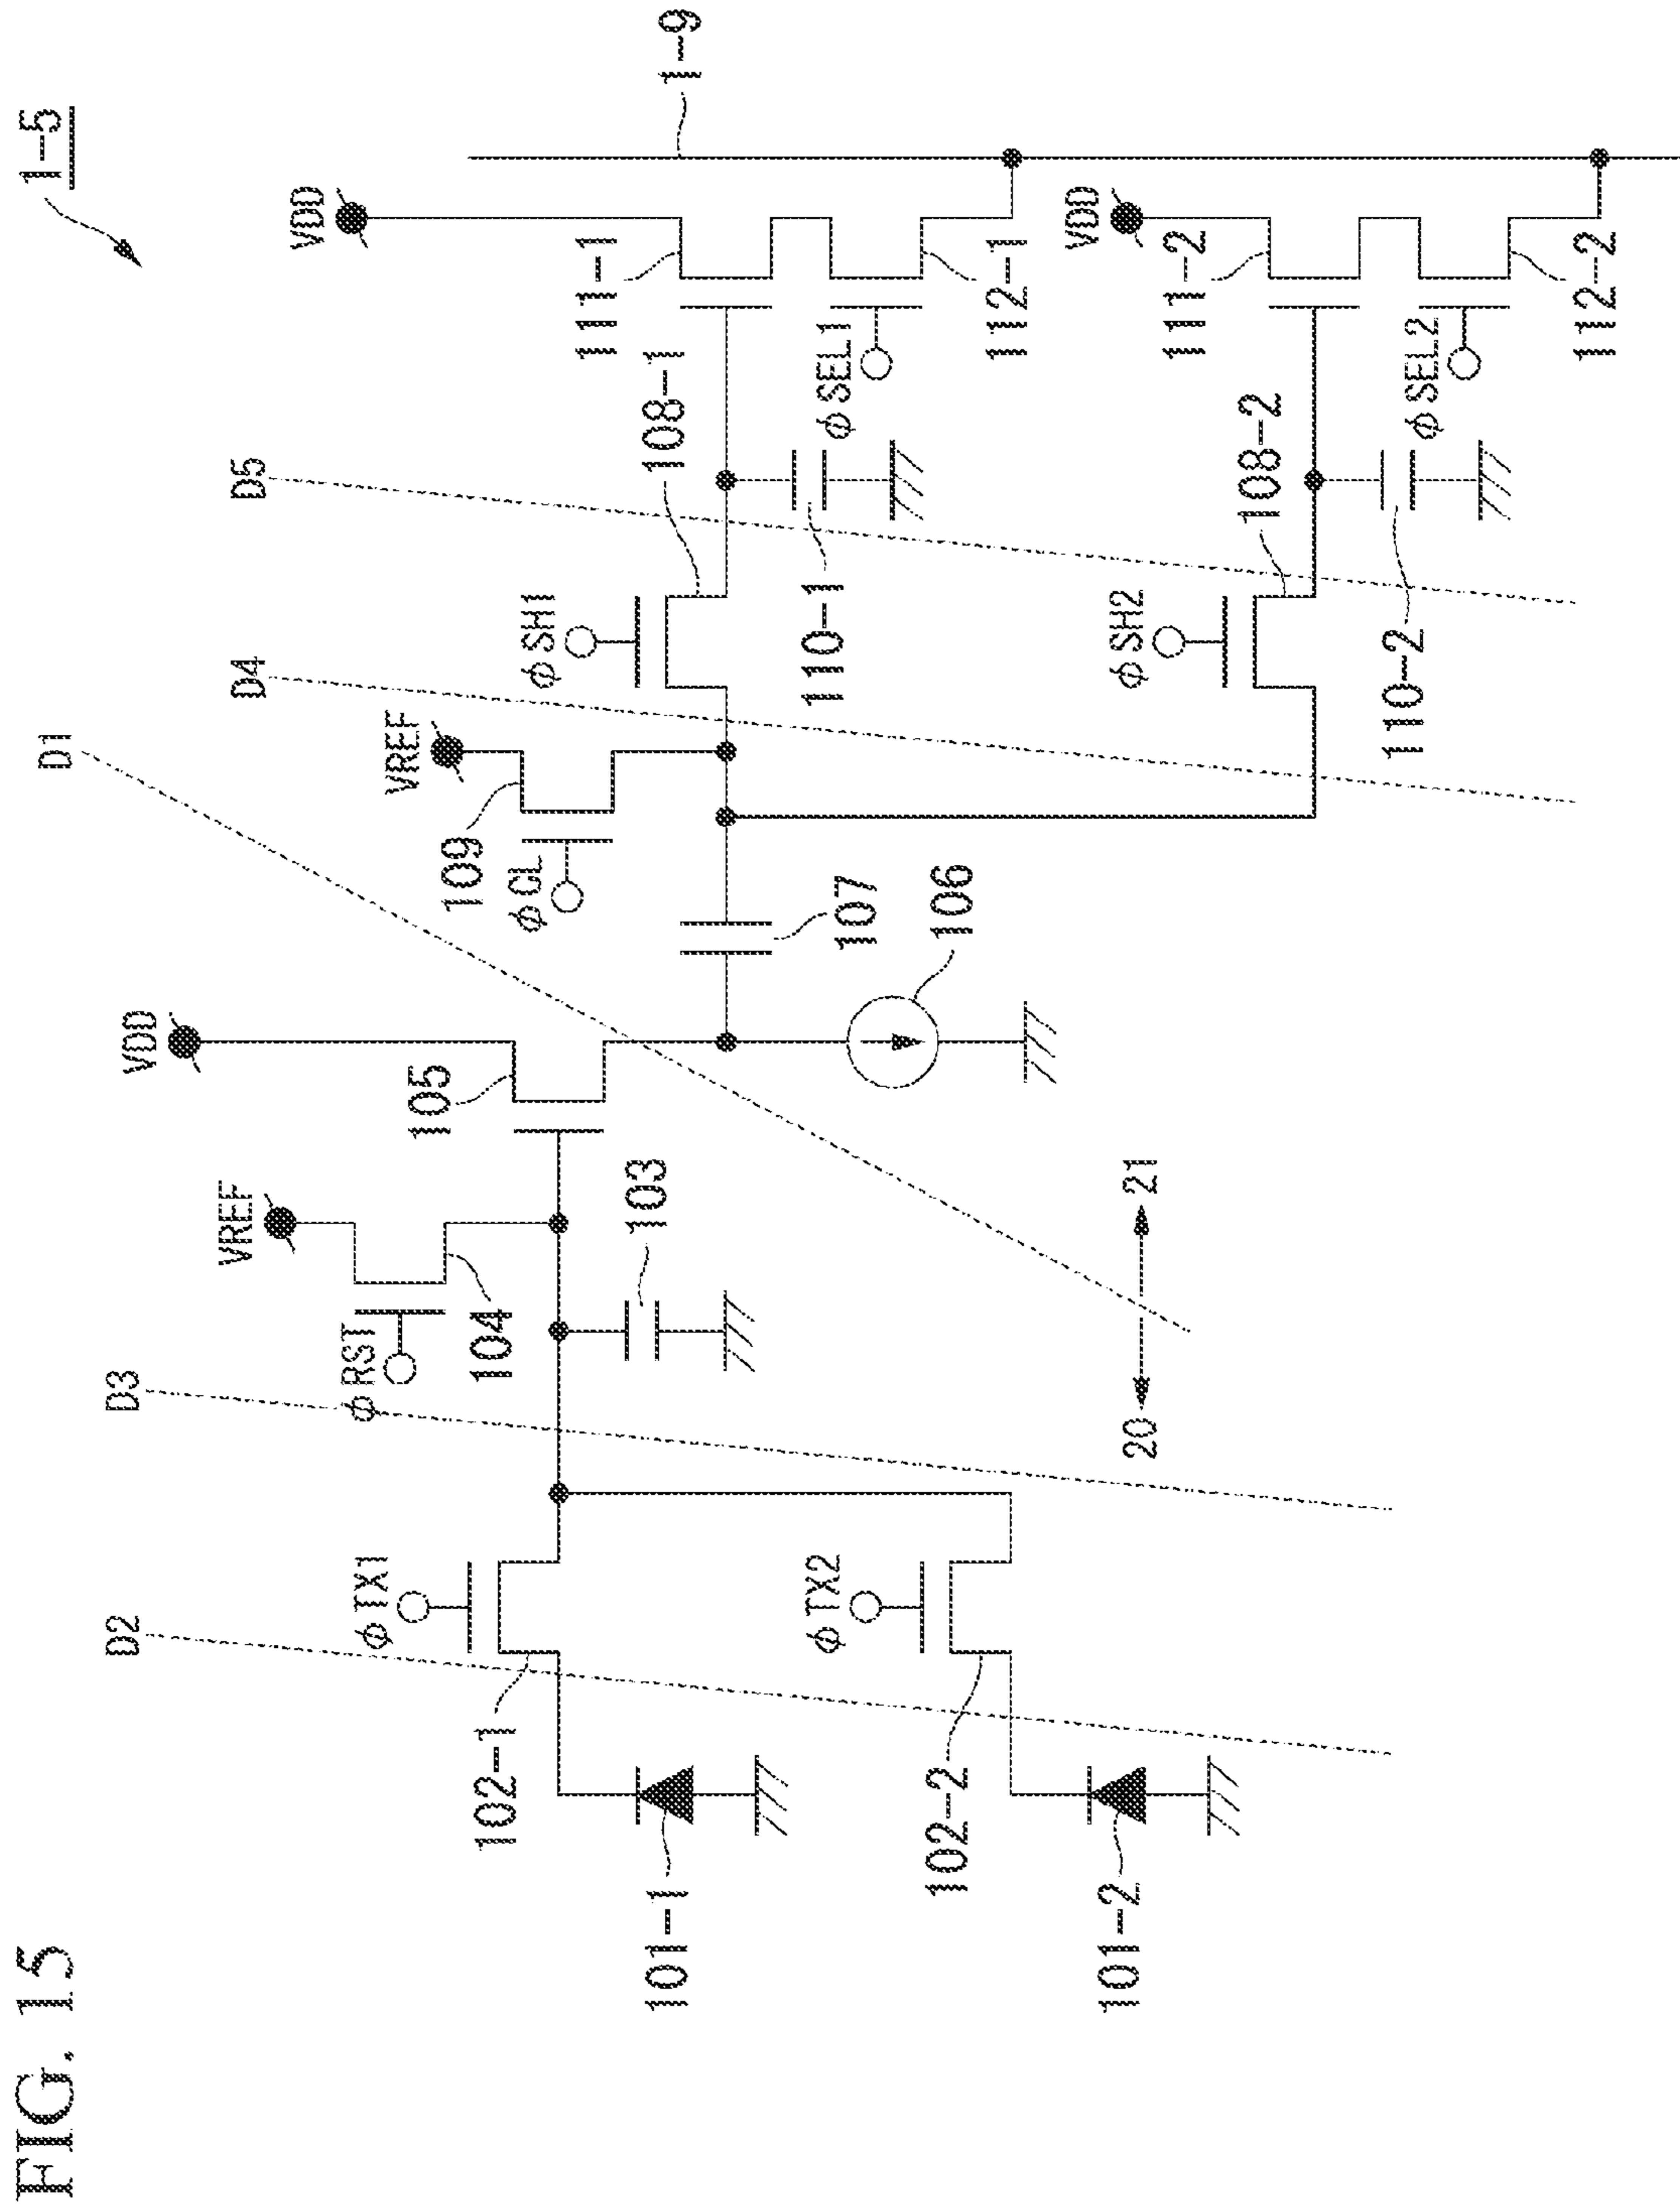 FIG. 15
1-5
D1
D2
D3
D4
D5
VDD
VREF
VREF
VDD
VDD
1-9
φRST
104
105
109
φCL
φSH1
108-1
111-1
φTX1
102-1
103
107
106
110-1
φSEL1
112-1
101-1
φTX2
102-2
101-2
20
21
φSH2
108-2
111-2
110-2
φSEL2
112-2